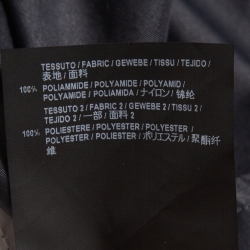 TESSUTO / FABRIC / GEWEBE / TISSU / TEJIDO /
表地 / 面料
100% POLIAMMIDE / POLYAMIDE / POLYAMID /
POLYAMIDE / POLIAMIDA / ナイロン / 锦纶
TESSUTO 2 / FABRIC 2 / GEWEBE 2 / TISSU 2 /
TEJIDO 2 / 一部 / 面料 2
100% POLIESTERE / POLYESTER / POLYESTER /
POLYESTER / POLIESTER / ポリエステル / 聚酯纤
维